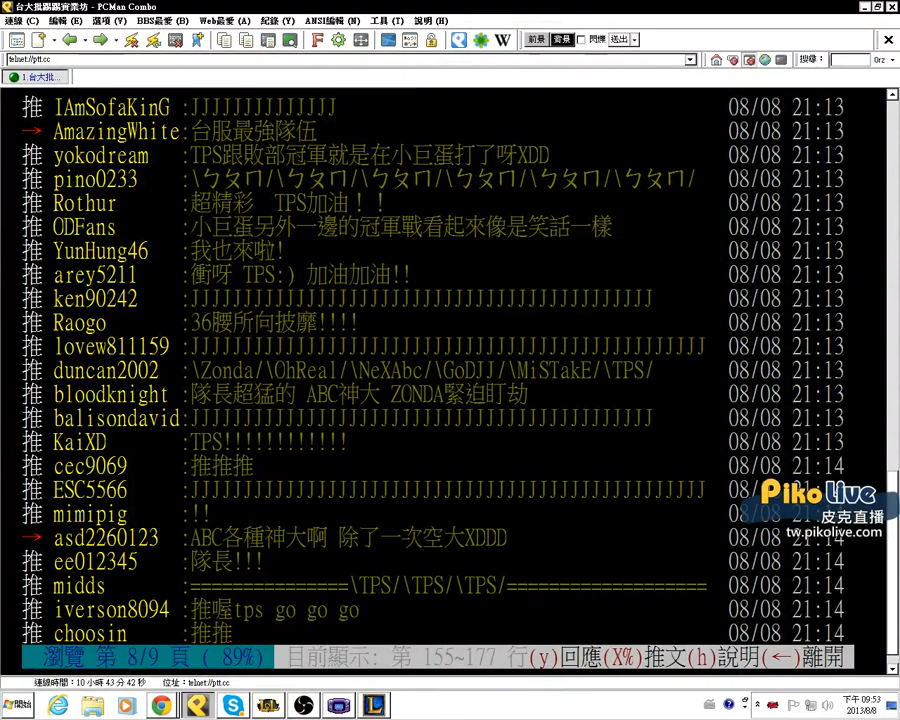 台大批踢踢實業坊 - PCMan Combo
連線 (C) 編輯 (E) 選項 (V) BBS最愛 (B) Web最愛 (A) 紀錄 (Y) ANSI編輯 (N) 工具 (T) 說明 (H)
前景 背景 閃爍 送出
telnet://ptt.cc 搜尋: Orz
1.台大批...
推 IAmSofaKinG :JJJJJJJJJJJJJJ 08/08 21:13
→ AmazingWhite:台服最強隊伍 08/08 21:13
推 yokodream :TPS跟敗部冠軍就是在小巨蛋打了呀XDD 08/08 21:13
推 pino0233 :\ㄅㄆㄇ/\ㄅㄆㄇ/\ㄅㄆㄇ/\ㄅㄆㄇ/\ㄅㄆㄇ/\ㄅㄆㄇ/ 08/08 21:13
推 Rothur :超精彩 TPS加油！！ 08/08 21:13
推 ODFans :小巨蛋另外一邊的冠軍戰看起來像是笑話一樣 08/08 21:13
推 YunHung46 :我也來啦! 08/08 21:13
推 arey5211 :衝呀 TPS:) 加油加油!! 08/08 21:13
推 ken90242 :JJJJJJJJJJJJJJJJJJJJJJJJJJJJJJJJJJJJJJJJJJJJ 08/08 21:13
推 Raogo :36腰所向披靡!!!! 08/08 21:13
推 lovew811159 :JJJJJJJJJJJJJJJJJJJJJJJJJJJJJJJJJJJJJJJJJJJJJJJJJ 08/08 21:13
推 duncan2002 :\Zonda/\OhReal/\NeXAbc/\GoDJJ/\MiSTakE/\TPS/ 08/08 21:13
推 bloodknight :隊長超猛的 ABC神大 ZONDA緊迫盯劫 08/08 21:13
推 balisondavid:JJJJJJJJJJJJJJJJJJJJJJJJJJJJJJJJJJJJJJJJJJJJ 08/08 21:13
推 KaiXD :TPS!!!!!!!!!!!! 08/08 21:13
推 cec9069 :推推推 08/08 21:14
推 ESC5566 :JJJJJJJJJJJJJJJJJJJJJJJJJJJJJJJJJJJJJJJJJJJJJJJJJ 08/08
推 mimipig :!! 08/08
→ asd2260123 :ABC各種神大啊 除了一次空大XDDD 08/08 21:14
推 ee012345 :隊長!!! 08/08 21:14
推 midds :===============\TPS/\TPS/\TPS/=================== 08/08 21:14
推 iverson8094 :推喔tps go go go 08/08 21:14
推 choosin :推推 08/08 21:14
PikoLive
皮克直播
tw.pikolive.com
瀏覽 第 8/9 頁 ( 89%) 目前顯示: 第 155~177 行 (y)回應(X%)推文(h)說明(←)離開
連線時間：10 小時 43 分 42 秒 位址：telnet://ptt.cc
開始
下午 09:53
2013/8/8